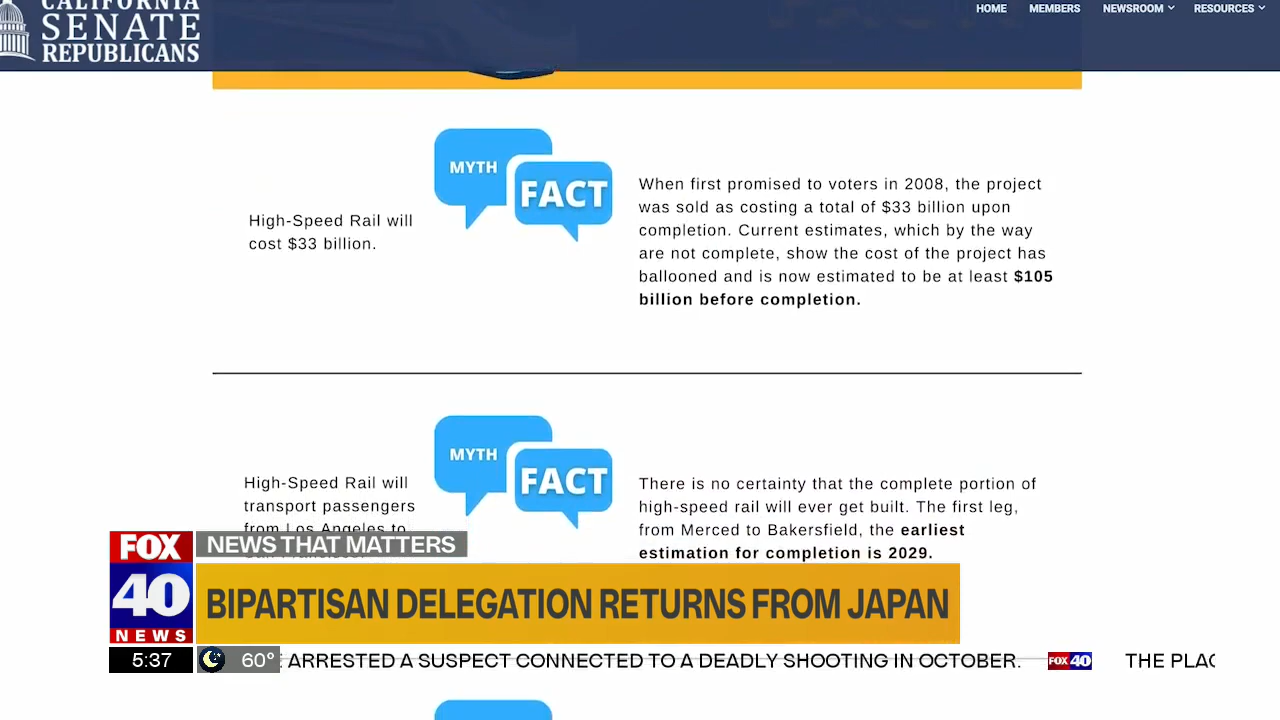 CALIFORNIA
SENATE
REPUBLICANS
HOME MEMBERS NEWSROOM RESOURCES
High-Speed Rail will
cost $33 billion.
MYTH
FACT
When first promised to voters in 2008, the project
was sold as costing a total of $33 billion upon
completion. Current estimates, which by the way
are not complete, show the cost of the project has
ballooned and is now estimated to be at least $105
billion before completion.
High-Speed Rail will
transport passengers
from Los Angeles to
MYTH
FACT
There is no certainty that the complete portion of
high-speed rail will ever get built. The first leg,
from Merced to Bakersfield, the earliest
estimation for completion is 2029.
FOX
40
NEWS
NEWS THAT MATTERS
BIPARTISAN DELEGATION RETURNS FROM JAPAN
5:37 60° ARRESTED A SUSPECT CONNECTED TO A DEADLY SHOOTING IN OCTOBER. FOX 40 THE